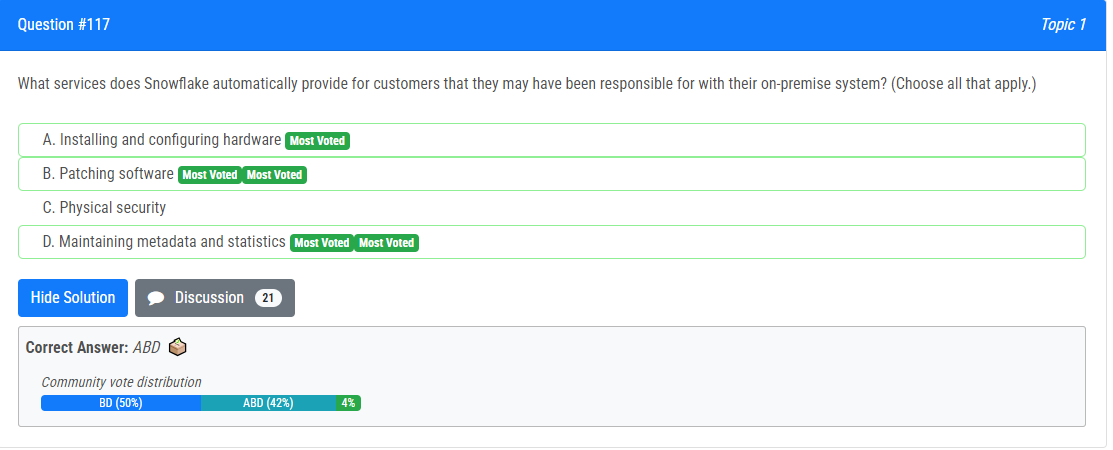 Question #117 Topic 1
What services does Snowflake automatically provide for customers that they may have been responsible for with their on-premise system? (Choose all that apply.)
A. Installing and configuring hardware Most Voted
B. Patching software Most Voted Most Voted
C. Physical security
D. Maintaining metadata and statistics Most Voted Most Voted
Hide Solution Discussion 21
Correct Answer: ABD
Community vote distribution
BD (50%) ABD (42%) 4%